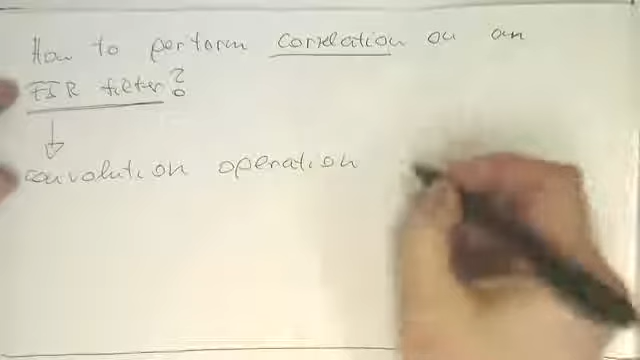 How to perform correlation on an
FIR filter?
convolution operation